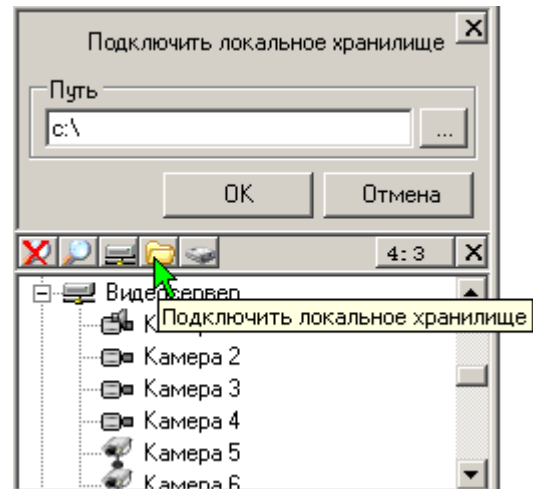 Подключить локальное хранилище
Путь
c:\
...
OK
Отмена
4:3
Видеосервер
Подключить локальное хранилище
Камера 2
Камера 3
Камера 4
Камера 5
Камера 6